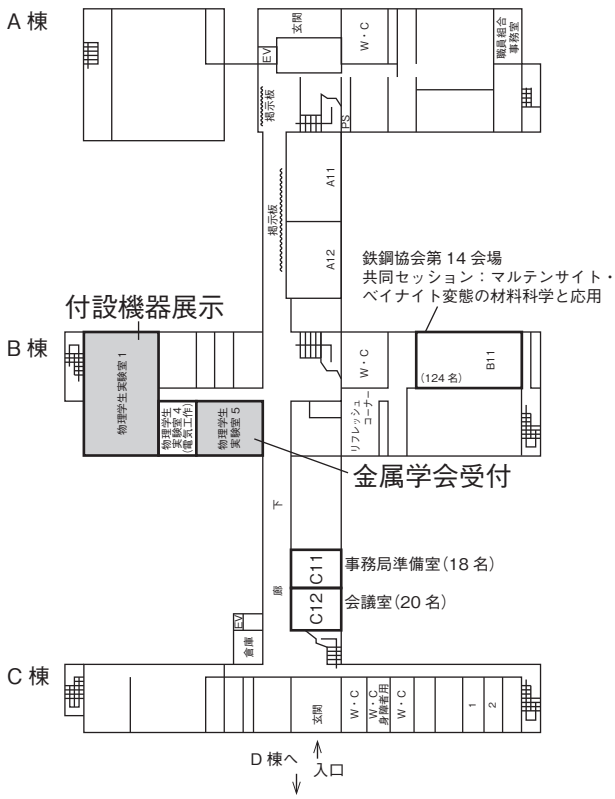 A 棟
玄関
W・C
職員組合
事務室
EV
掲示板
PS
A11
掲示板
A12
鉄鋼協会第 14 会場
共同セッション：マルテンサイト・
ベイナイト変態の材料科学と応用
付設機器展示
B 棟
物理学生実験室 1
物理学生
実験室 4
(電気工作)
物理学生
実験室 5
W・C
リフレッシュ
コーナー
(124 名)
B11
金属学会受付
下
廊
C11
事務局準備室(18 名)
C12
会議室(20 名)
EV
倉庫
C 棟
玄関
W・C
W・C
身障者用
W・C
1
2
D 棟へ
入口